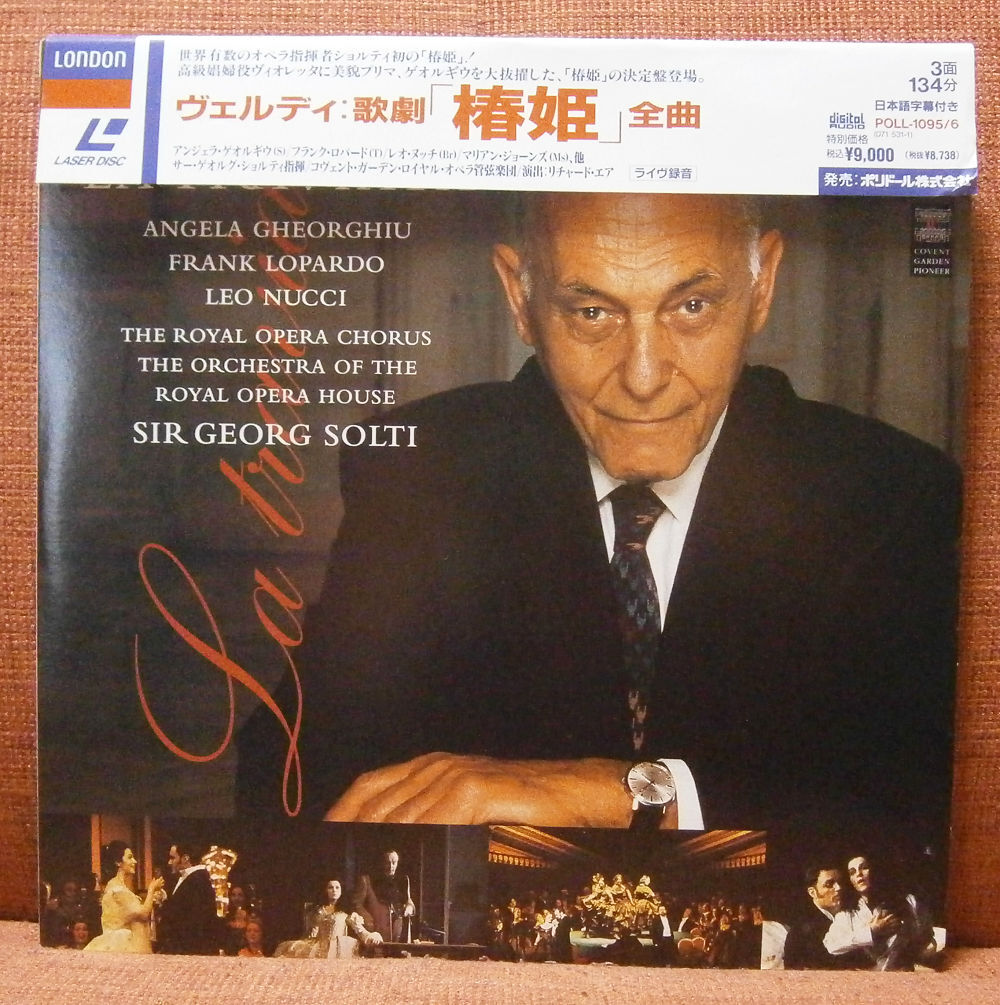 LONDON
LASER DISC
世界有数のオペラ指揮者ショルティ初の「椿姫」!
高級娼婦役ヴィオレッタに美貌プリマ、ゲオルギウを大抜擢した、「椿姫」の決定盤登場。
ヴェルディ:歌劇「椿姫」全曲
アンジェラ・ゲオルギウ(S)/フランク・ロパード(T)/レオ・ヌッチ(Br)/マリアン・ジョーンズ(Ms)、他
サー・ゲオルグ・ショルティ指揮/コヴェント・ガーデン・ロイヤル・オペラ管弦楽団/演出:リチャード・エア
ライヴ録音
3面
134分
日本語字幕付き
digital AUDIO
POLL-1095/6
(071 531-1)
特別価格
税込¥9,000 (税抜¥8,738)
発売:ポリドール株式会社
ANGELA GHEORGHIU
FRANK LOPARDO
LEO NUCCI
THE ROYAL OPERA CHORUS
THE ORCHESTRA OF THE
ROYAL OPERA HOUSE
SIR GEORG SOLTI
La traviata
COVENT
GARDEN
PIONEER